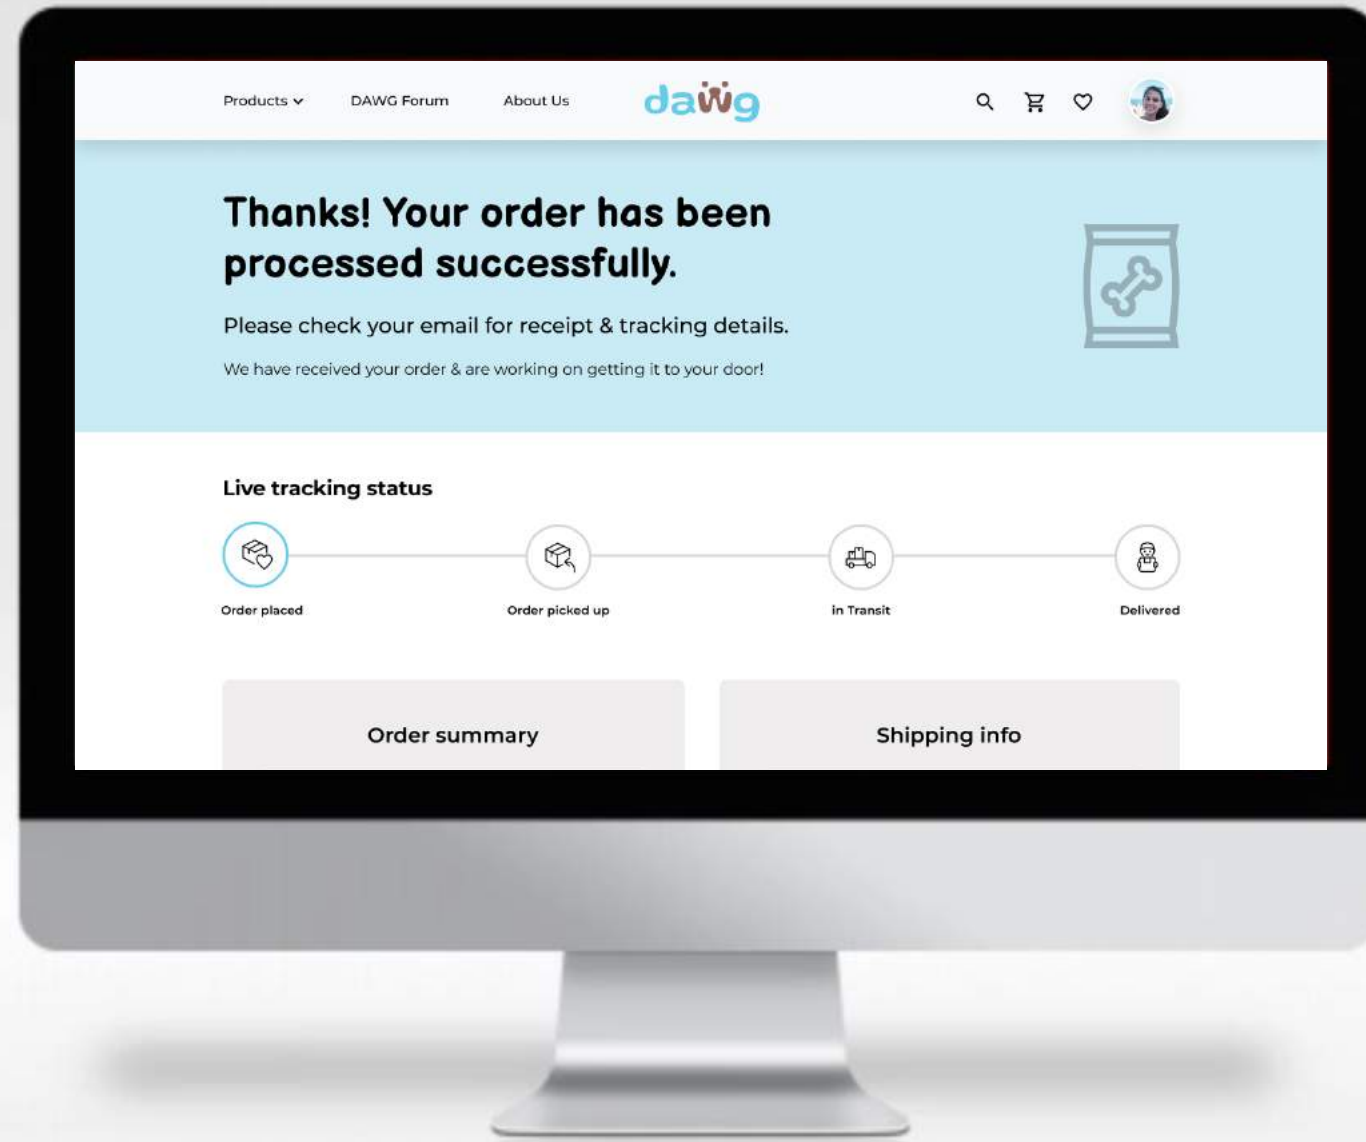 Products
DAWG Forum
About Us
dawg
Thanks! Your order has been
processed successfully.
Please check your email for receipt & tracking details.
We have received your order & are working on getting it to your door!
Live tracking status
Order placed
Order picked up
in Transit
Delivered
Order summary
Shipping info